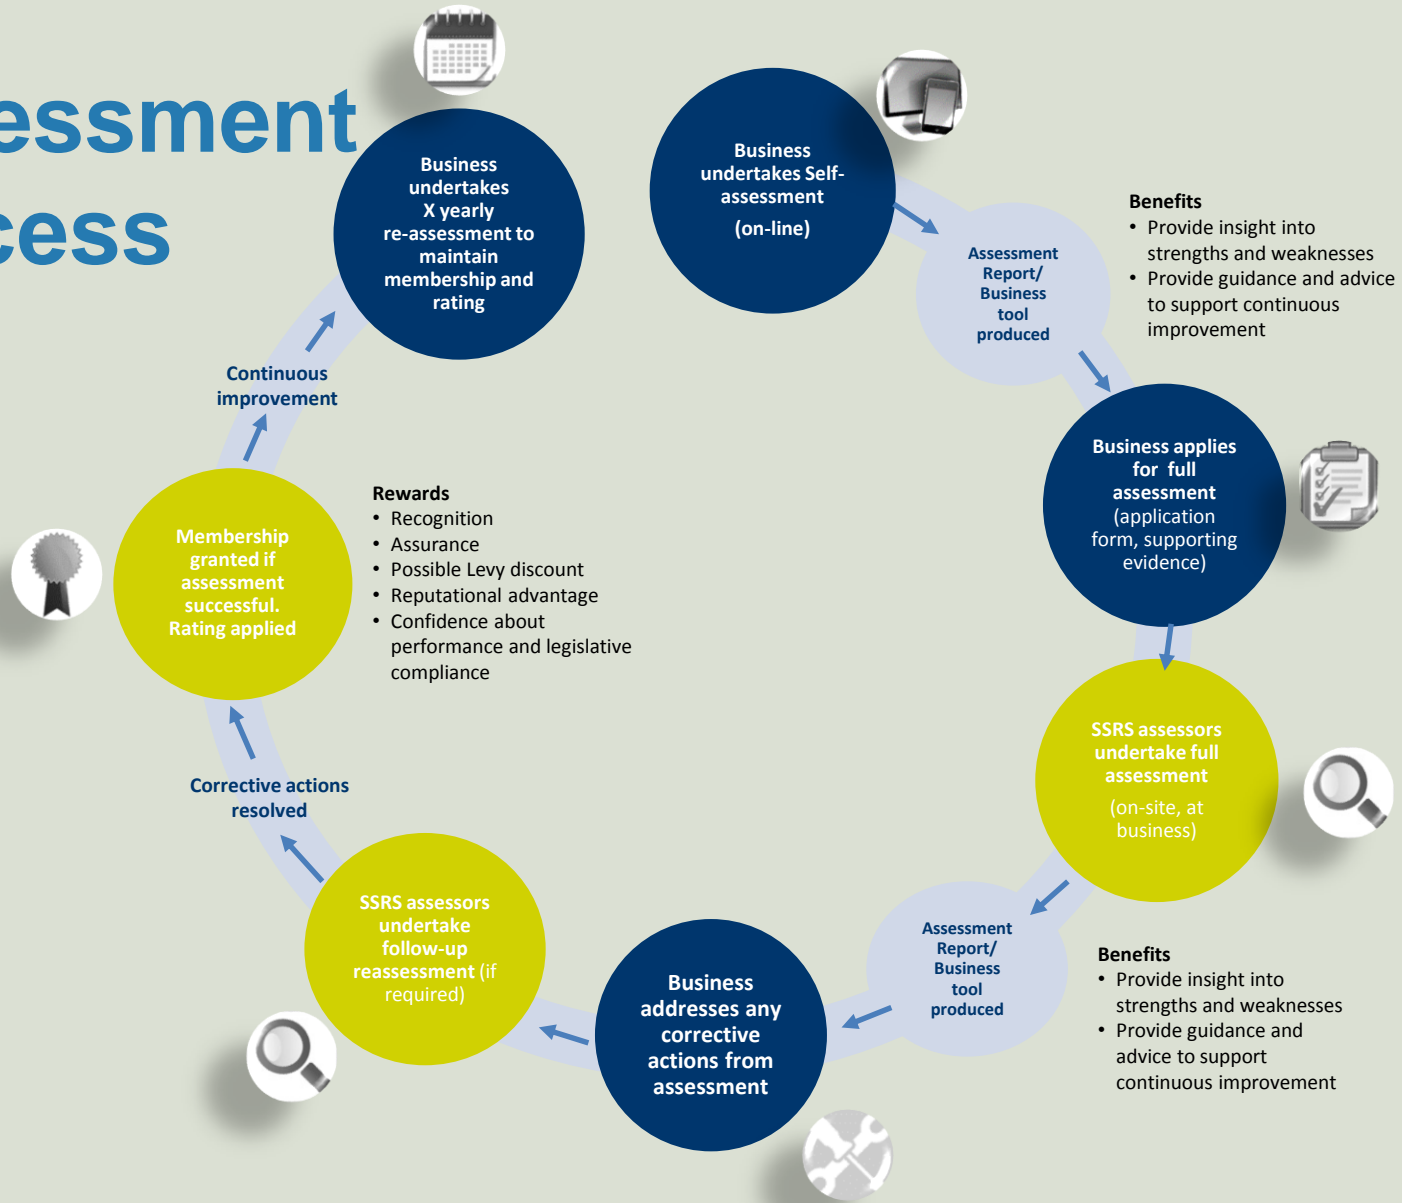 essment
cess
Business
undertakes Self-
assessment
(on-line)
Assessment
Report/
Business
tool
produced
Benefits
• Provide insight into
strengths and weaknesses
• Provide guidance and advice
to support continuous
improvement
Business applies
for full
assessment
(application
form, supporting
evidence)
SSRS assessors
undertake full
assessment
(on-site, at
business)
Assessment
Report/
Business
tool
produced
Benefits
• Provide insight into
strengths and weaknesses
• Provide guidance and
advice to support
continuous improvement
Business
addresses any
corrective
actions from
assessment
SSRS assessors
undertake
follow-up
reassessment (if
required)
Corrective actions
resolved
Membership
granted if
assessment
successful.
Rating applied
Rewards
• Recognition
• Assurance
• Possible Levy discount
• Reputational advantage
• Confidence about
performance and legislative
compliance
Continuous
improvement
Business
undertakes
X yearly
re-assessment to
maintain
membership and
rating